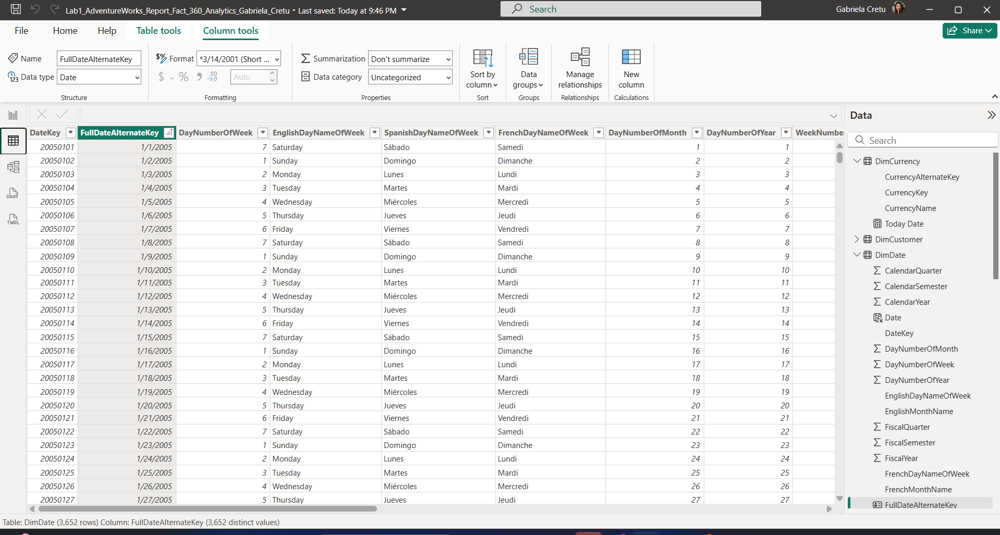 Lab1_AdventureWorks_Report_Fact_360_Analytics_Gabriela_Cretu • Last saved: Today at 9:46 PM
Search
Gabriela Cretu
File Home Help Table tools Column tools
Share
Name FullDateAlternateKey
Data type Date
Structure
Format *3/14/2001 (Short ...
$ % , .00 Auto
Formatting
Summarization Don't summarize
Data category Uncategorized
Properties
Sort by column
Sort
Data groups
Groups
Manage relationships
Relationships
New column
Calculations
DateKey FullDateAlternateKey DayNumberOfWeek EnglishDayNameOfWeek SpanishDayNameOfWeek FrenchDayNameOfWeek DayNumberOfMonth DayNumberOfYear WeekNumber
20050101 1/1/2005 7 Saturday Sábado Samedi 1 1
20050102 1/2/2005 1 Sunday Domingo Dimanche 2 2
20050103 1/3/2005 2 Monday Lunes Lundi 3 3
20050104 1/4/2005 3 Tuesday Martes Mardi 4 4
20050105 1/5/2005 4 Wednesday Miércoles Mercredi 5 5
20050106 1/6/2005 5 Thursday Jueves Jeudi 6 6
20050107 1/7/2005 6 Friday Viernes Vendredi 7 7
20050108 1/8/2005 7 Saturday Sábado Samedi 8 8
20050109 1/9/2005 1 Sunday Domingo Dimanche 9 9
20050110 1/10/2005 2 Monday Lunes Lundi 10 10
20050111 1/11/2005 3 Tuesday Martes Mardi 11 11
20050112 1/12/2005 4 Wednesday Miércoles Mercredi 12 12
20050113 1/13/2005 5 Thursday Jueves Jeudi 13 13
20050114 1/14/2005 6 Friday Viernes Vendredi 14 14
20050115 1/15/2005 7 Saturday Sábado Samedi 15 15
20050116 1/16/2005 1 Sunday Domingo Dimanche 16 16
20050117 1/17/2005 2 Monday Lunes Lundi 17 17
20050118 1/18/2005 3 Tuesday Martes Mardi 18 18
20050119 1/19/2005 4 Wednesday Miércoles Mercredi 19 19
20050120 1/20/2005 5 Thursday Jueves Jeudi 20 20
20050121 1/21/2005 6 Friday Viernes Vendredi 21 21
20050122 1/22/2005 7 Saturday Sábado Samedi 22 22
20050123 1/23/2005 1 Sunday Domingo Dimanche 23 23
20050124 1/24/2005 2 Monday Lunes Lundi 24 24
20050125 1/25/2005 3 Tuesday Martes Mardi 25 25
20050126 1/26/2005 4 Wednesday Miércoles Mercredi 26 26
20050127 1/27/2005 5 Thursday Jueves Jeudi 27 27
DAX
TMDL
Data
Search
DimCurrency
CurrencyAlternateKey
CurrencyKey
CurrencyName
Today Date
DimCustomer
DimDate
CalendarQuarter
CalendarSemester
CalendarYear
Date
DateKey
DayNumberOfMonth
DayNumberOfWeek
DayNumberOfYear
EnglishDayNameOfWeek
EnglishMonthName
FiscalQuarter
FiscalSemester
FiscalYear
FrenchDayNameOfWeek
FrenchMonthName
FullDateAlternateKey
Table: DimDate (3,652 rows) Column: FullDateAlternateKey (3,652 distinct values)